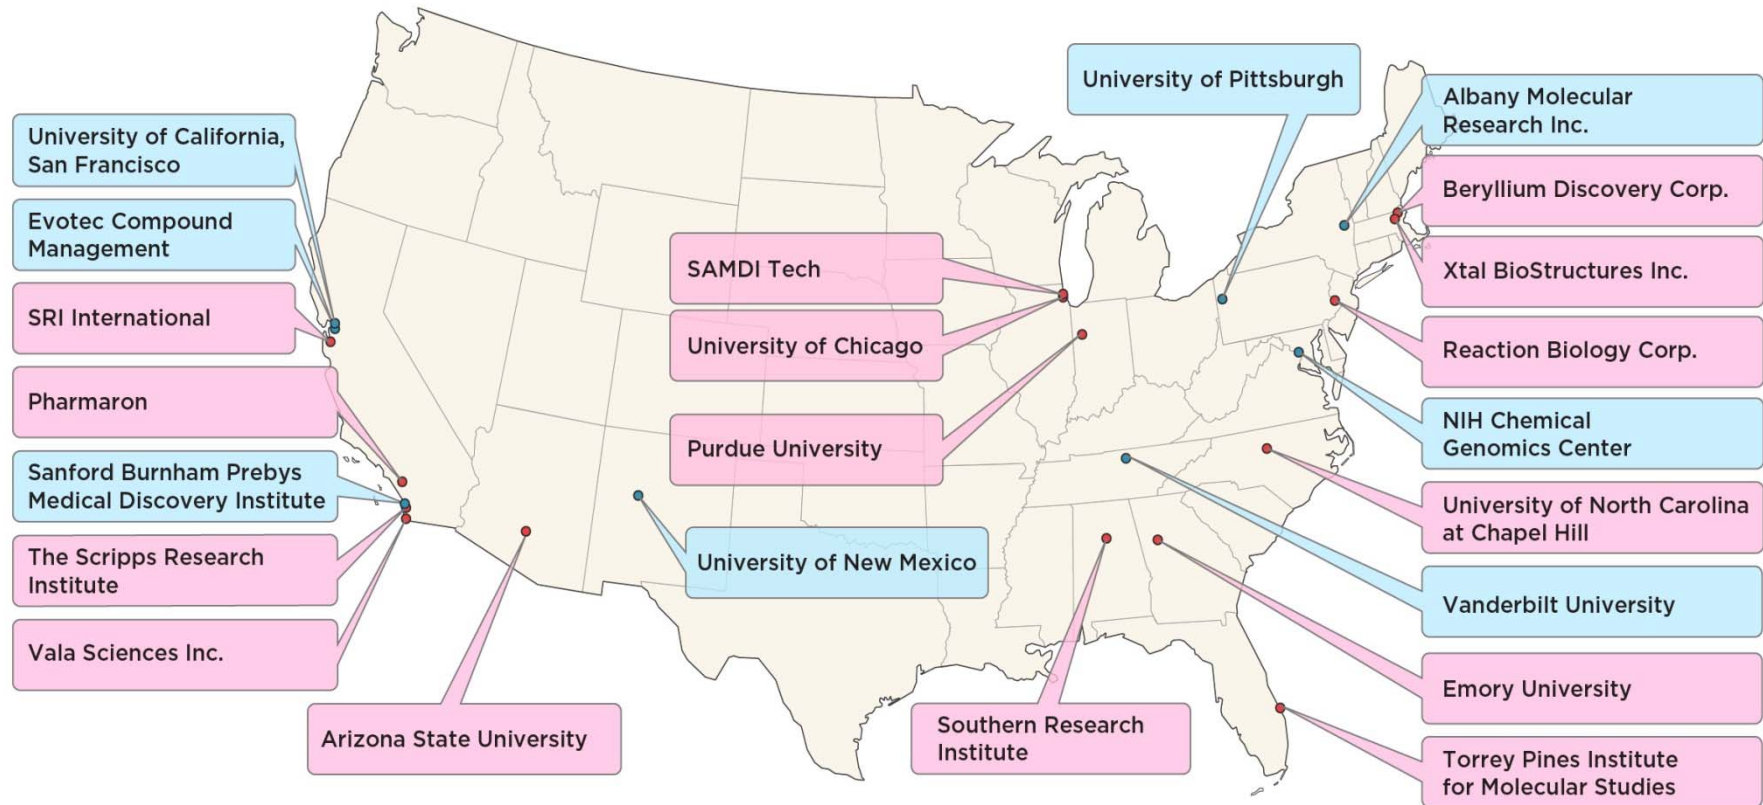 University of California,
San Francisco
Evotec Compound
Management
SRI International
Pharmaron
Sanford Burnham Prebys
Medical Discovery Institute
The Scripps Research
Institute
Vala Sciences Inc.
Arizona State University
University of New Mexico
SAMDI Tech
University of Chicago
Purdue University
Southern Research
Institute
University of Pittsburgh
Albany Molecular
Research Inc.
Beryllium Discovery Corp.
Xtal BioStructures Inc.
Reaction Biology Corp.
NIH Chemical
Genomics Center
University of North Carolina
at Chapel Hill
Vanderbilt University
Emory University
Torrey Pines Institute
for Molecular Studies